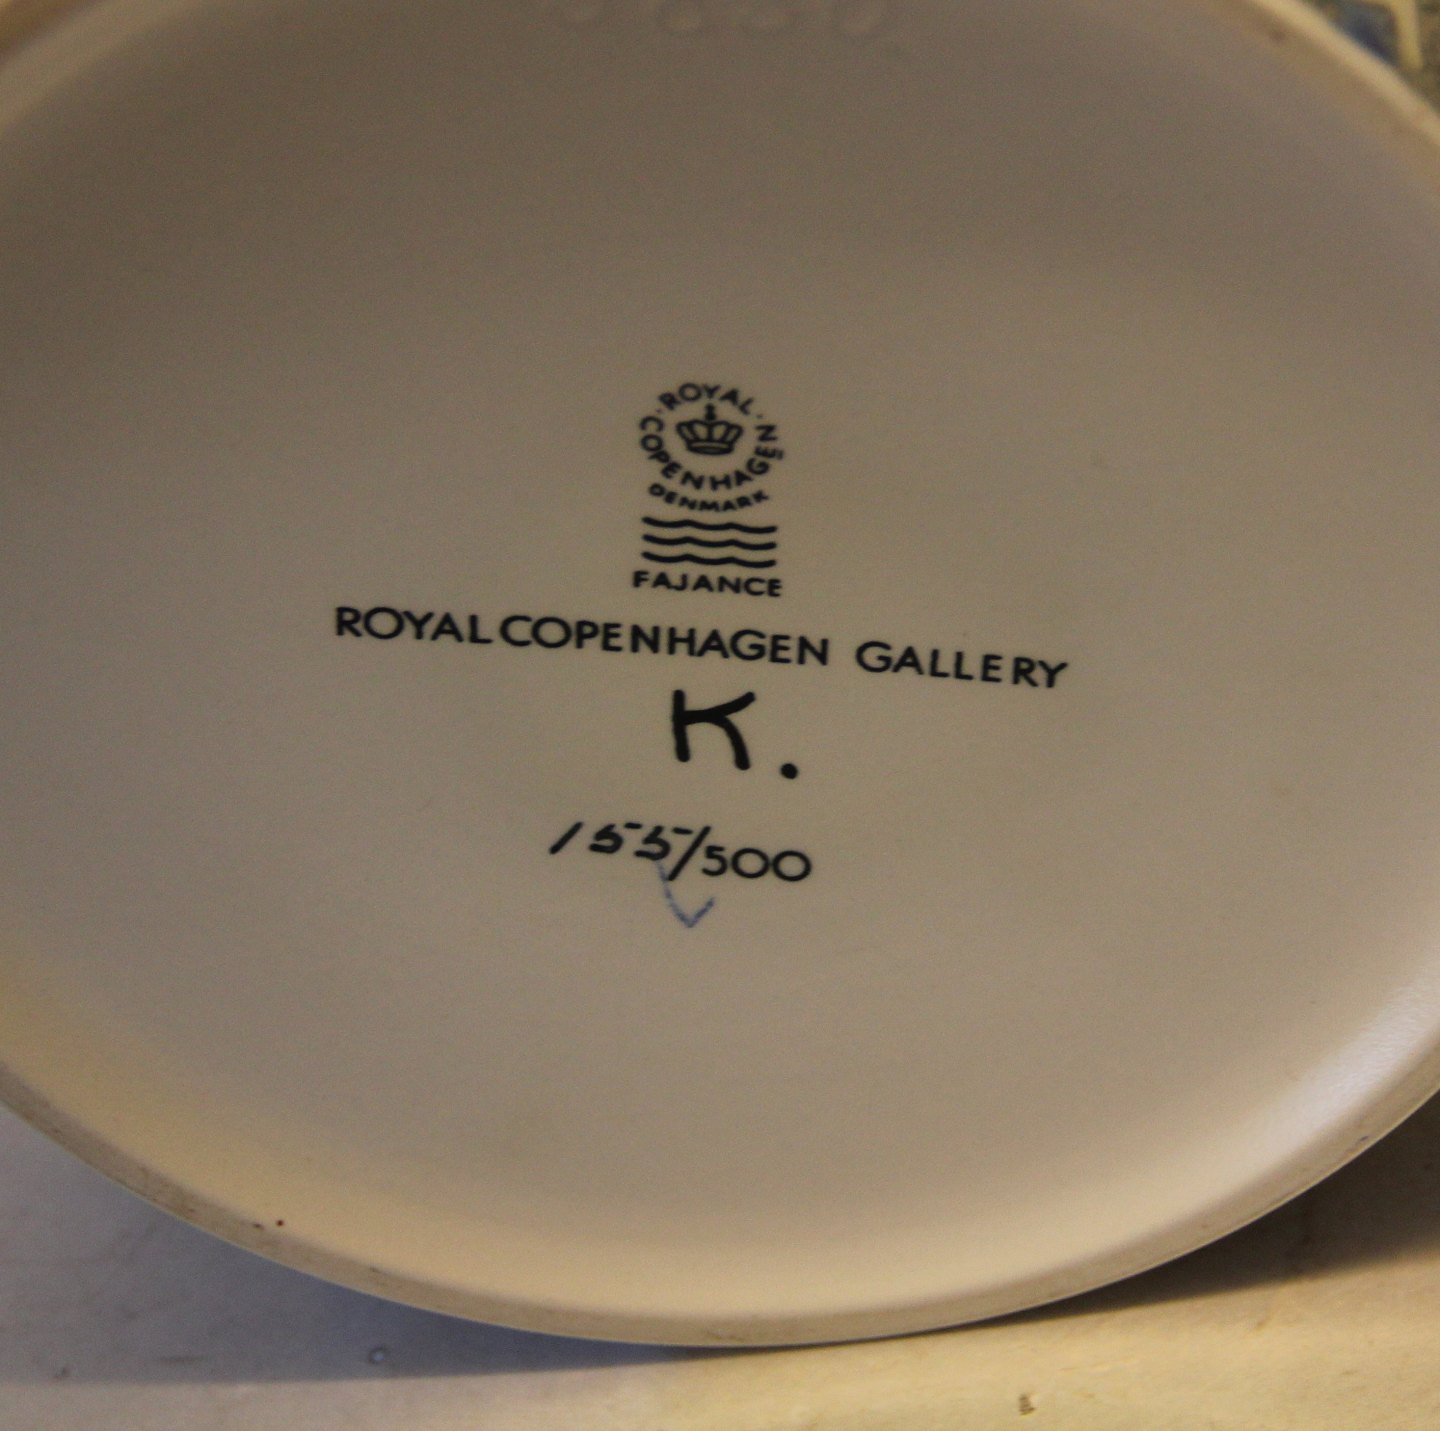 ROYAL
COPENHAGEN
DENMARK
FAJANCE
ROYAL COPENHAGEN GALLERY
K.
155/500